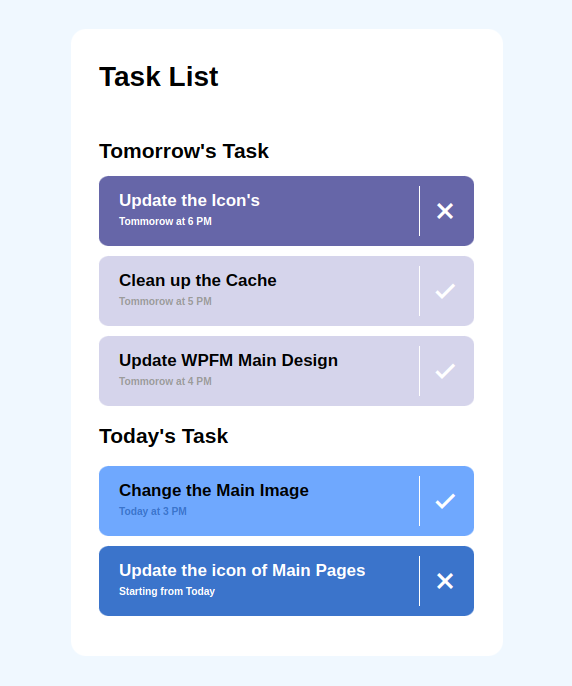 Task List
Tomorrow's Task
Update the Icon's
Tommorow at 6 PM
Clean up the Cache
Tommorow at 5 PM
Update WPFM Main Design
Tommorow at 4 PM
Today's Task
Change the Main Image
Today at 3 PM
Update the icon of Main Pages
Starting from Today